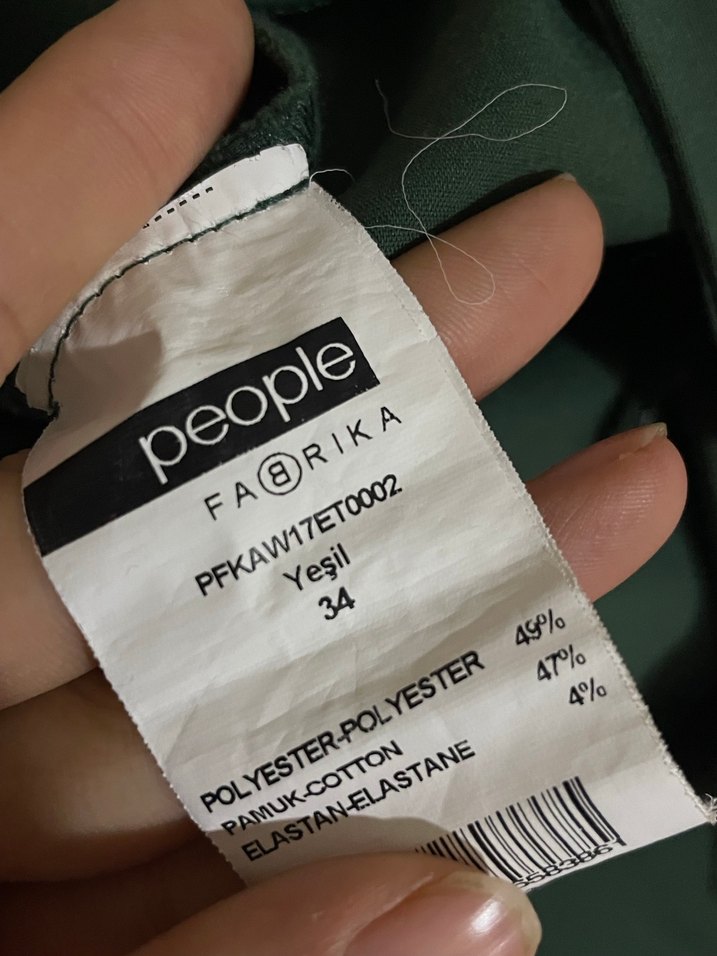 people
FABRIKA
PFKAW17ET0002
Yeşil
34
POLYESTER-POLYESTER 49%
PAMUK-COTTON 47%
ELASTAN-ELASTANE 4%